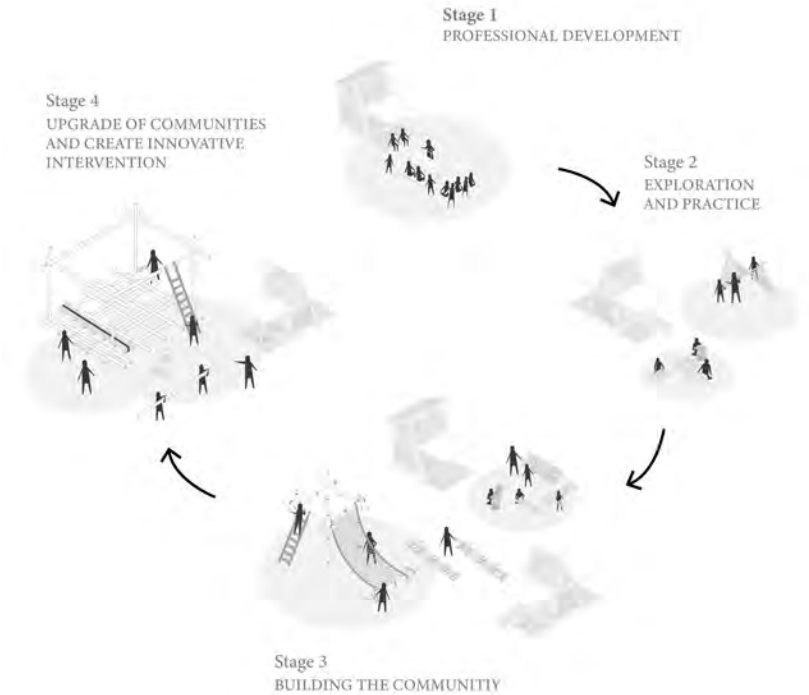 Stage 1
PROFESSIONAL DEVELOPMENT
Stage 2
EXPLORATION
AND PRACTICE
Stage 3
BUILDING THE COMMUNITIY
Stage 4
UPGRADE OF COMMUNITIES
AND CREATE INNOVATIVE
INTERVENTION